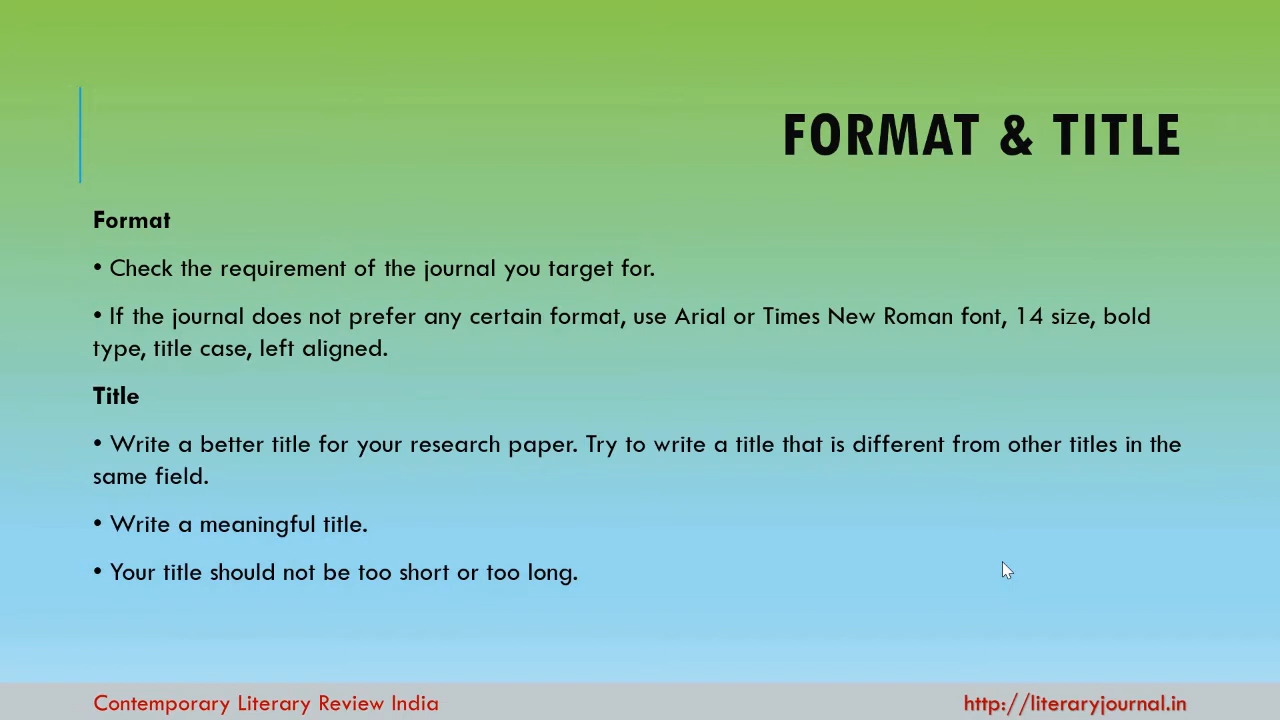 FORMAT & TITLE
Format
• Check the requirement of the journal you target for.
• If the journal does not prefer any certain format, use Arial or Times New Roman font, 14 size, bold
type, title case, left aligned.
Title
• Write a better title for your research paper. Try to write a title that is different from other titles in the
same field.
• Write a meaningful title.
• Your title should not be too short or too long.
Contemporary Literary Review India
http://literaryjournal.in